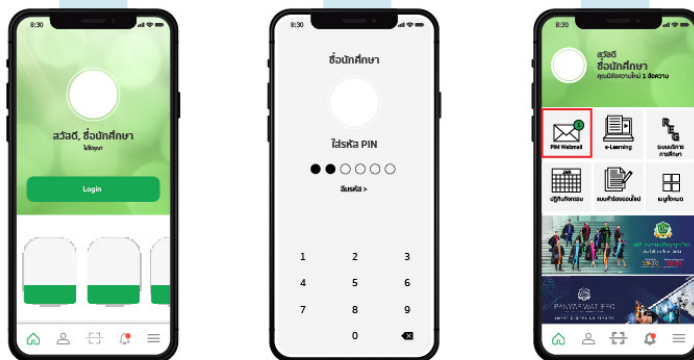 8:30
สวัสดี, ชื่อนักศึกษา
ไม่ใช่คุณ?
Login
8:30
ชื่อนักศึกษา
ใส่รหัส PIN
ลืมรหัส >
1 2 3
4 5 6
7 8 9
0
8:30
สวัสดี
ชื่อนักศึกษา
คุณมีข้อความใหม่ 1 ข้อความ
1
PIM Webmail
e-Learning
REG
ระบบบริการ
การศึกษา
ปฏิทินกิจกรรม
แบบคำร้องออนไลน์
เมนูทั้งหมด